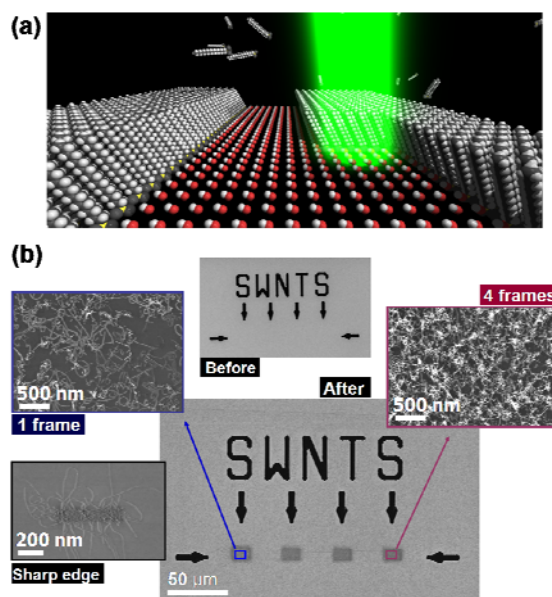 (a)
(b)
SWNTS
Before
4 frames
500 nm
1 frame
500 nm
After
SWNTS
200 nm
Sharp edge
50 μm